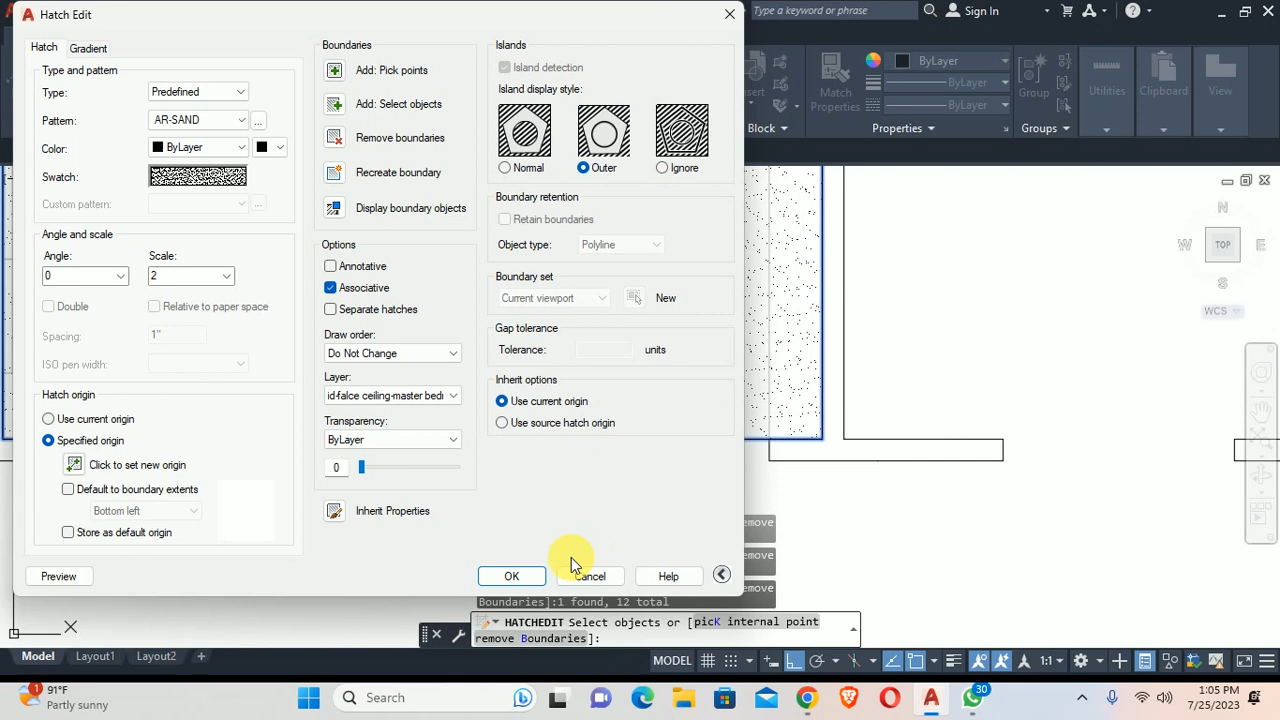 Hatch Edit
Type a keyword or phrase
Sign In
Hatch
Gradient
Type and pattern
Type:
Predefined
Pattern:
AR-SAND
...
Color:
ByLayer
Swatch:
Custom pattern:
...
Angle and scale
Angle:
Scale:
0
2
Double
Relative to paper space
Spacing:
1"
ISO pen width:
Hatch origin
Use current origin
Specified origin
Click to set new origin
Default to boundary extents
Bottom left
Store as default origin
Preview
Boundaries
Add: Pick points
Add: Select objects
Remove boundaries
Recreate boundary
Display boundary objects
Options
Annotative
Associative
Separate hatches
Draw order:
Do Not Change
Layer:
id-falce ceiling-master bedr
Transparency:
ByLayer
0
Inherit Properties
Islands
Island detection
Island display style:
Normal
Outer
Ignore
Boundary retention
Retain boundaries
Object type:
Polyline
Boundary set
Current viewport
New
Gap tolerance
Tolerance:
units
Inherit options
Use current origin
Use source hatch origin
OK
Cancel
Help
Match
Properties
ByLayer
ByLayer
ByLayer
Group
Utilities
Clipboard
View
Block
Properties
Groups
N
W
TOP
E
S
WCS
X
emove
emove
emove
Boundaries]:1 found, 12 total
HATCHEDIT Select objects or [picK internal point
remove Boundaries]:
Model
Layout1
Layout2
+
MODEL
1:1
91°F
Partly sunny
Search
30
1:05 PM
7/25/2023